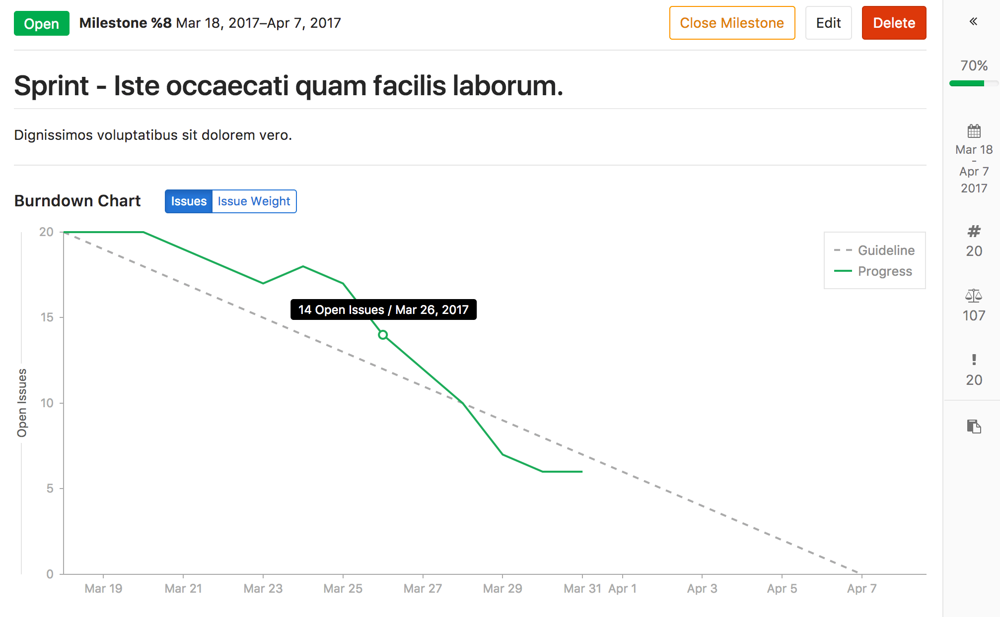 Open Milestone %8 Mar 18, 2017–Apr 7, 2017 Close Milestone Edit Delete
Sprint - Iste occaecati quam facilis laborum.
Dignissimos voluptatibus sit dolorem vero.
Burndown Chart Issues Issue Weight
20
15
10
5
0
Open Issues
14 Open Issues / Mar 26, 2017
Guideline
Progress
Mar 19 Mar 21 Mar 23 Mar 25 Mar 27 Mar 29 Mar 31 Apr 1 Apr 3 Apr 5 Apr 7
«
70%
Mar 18
-
Apr 7
2017
#
20
107
!
20